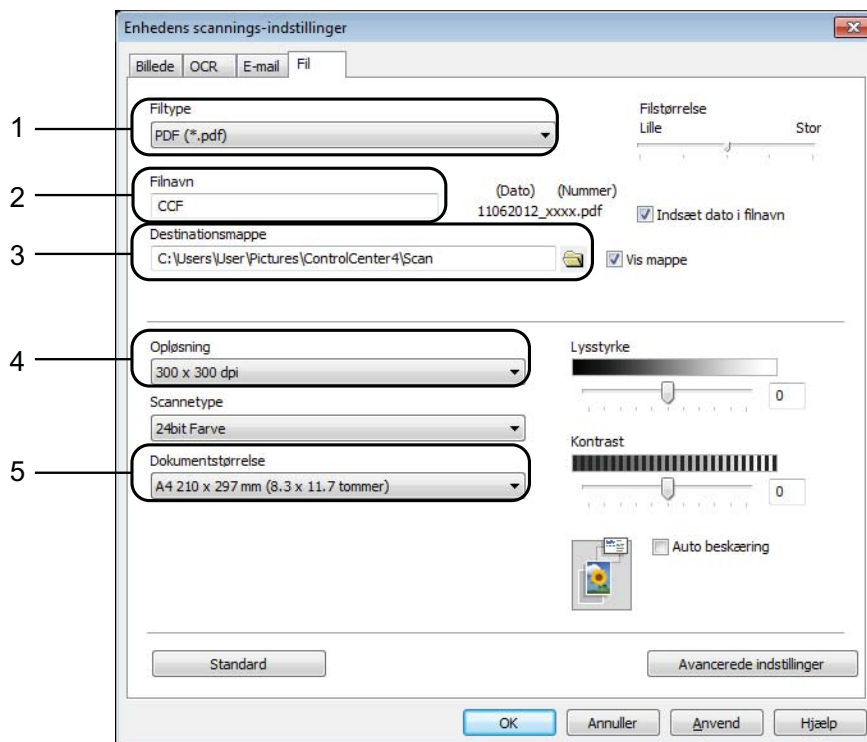 Enhedens scannings-indstillinger
Billede OCR E-mail Fil
1
Filtype
PDF (*.pdf)
Filstørrelse
Lille Stor
2
Filnavn
CCF
(Dato) (Nummer)
11062012_xxxx.pdf
Indsæt dato i filnavn
3
Destinationsmappe
C:\Users\User\Pictures\ControlCenter4\Scan
Vis mappe
4
Opløsning
300 x 300 dpi
Lysstyrke
0
Scannetype
24bit Farve
Kontrast
0
5
Dokumentstørrelse
A4 210 x 297 mm (8.3 x 11.7 tommer)
Auto beskæring
Standard
Avancerede indstillinger
OK Annuller Anvend Hjælp